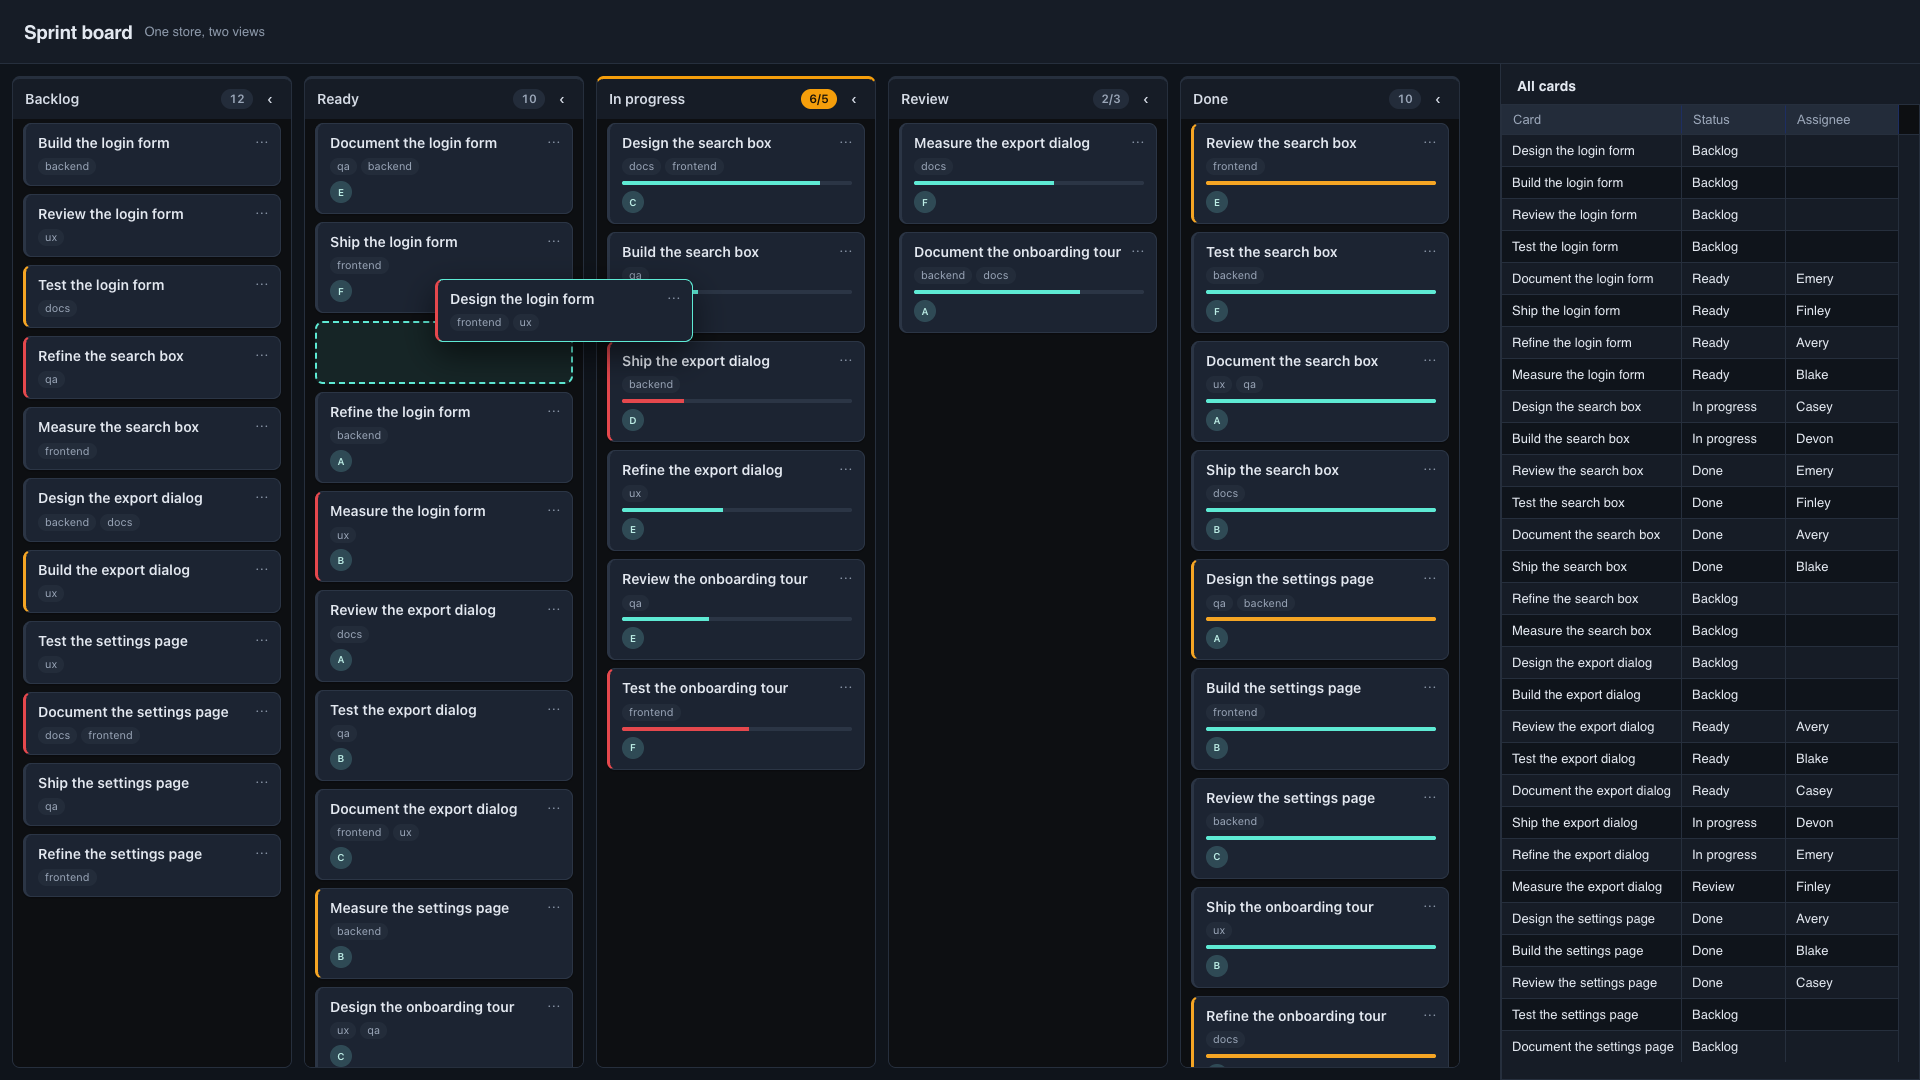 Sprint board One store, two views
Backlog 12 ‹
Build the login form ...
backend
Review the login form ...
ux
Test the login form ...
docs
Refine the search box ...
qa
Measure the search box ...
frontend
Design the export dialog ...
backend docs
Build the export dialog ...
ux
Test the settings page ...
ux
Document the settings page ...
docs frontend
Ship the settings page ...
qa
Refine the settings page ...
frontend
Ready 10 ‹
Document the login form ...
qa backend
E
Ship the login form ...
frontend
F
Design the login form ...
frontend ux
Refine the login form ...
backend
A
Measure the login form ...
ux
B
Review the export dialog ...
docs
A
Test the export dialog ...
qa
B
Document the export dialog ...
frontend ux
C
Measure the settings page ...
backend
B
Design the onboarding tour ...
ux qa
C
In progress 6/5 ‹
Design the search box ...
docs frontend
C
Build the search box ...
qa
Ship the export dialog ...
backend
D
Refine the export dialog ...
ux
E
Review the onboarding tour ...
qa
E
Test the onboarding tour ...
frontend
F
Review 2/3 ‹
Measure the export dialog ...
docs
F
Document the onboarding tour ...
backend docs
A
Done 10 ‹
Review the search box ...
frontend
E
Test the search box ...
backend
F
Document the search box ...
ux qa
A
Ship the search box ...
docs
B
Design the settings page ...
qa backend
A
Build the settings page ...
frontend
B
Review the settings page ...
backend
C
Ship the onboarding tour ...
ux
B
Refine the onboarding tour ...
docs
All cards
Card Status Assignee
Design the login form Backlog
Build the login form Backlog
Review the login form Backlog
Test the login form Backlog
Document the login form Ready Emery
Ship the login form Ready Finley
Refine the login form Ready Avery
Measure the login form Ready Blake
Design the search box In progress Casey
Build the search box In progress Devon
Review the search box Done Emery
Test the search box Done Finley
Document the search box Done Avery
Ship the search box Done Blake
Refine the search box Backlog
Measure the search box Backlog
Design the export dialog Backlog
Build the export dialog Backlog
Review the export dialog Ready Avery
Test the export dialog Ready Blake
Document the export dialog Ready Casey
Ship the export dialog In progress Devon
Refine the export dialog In progress Emery
Measure the export dialog Review Finley
Design the settings page Done Avery
Build the settings page Done Blake
Review the settings page Done Casey
Test the settings page Backlog
Document the settings page Backlog